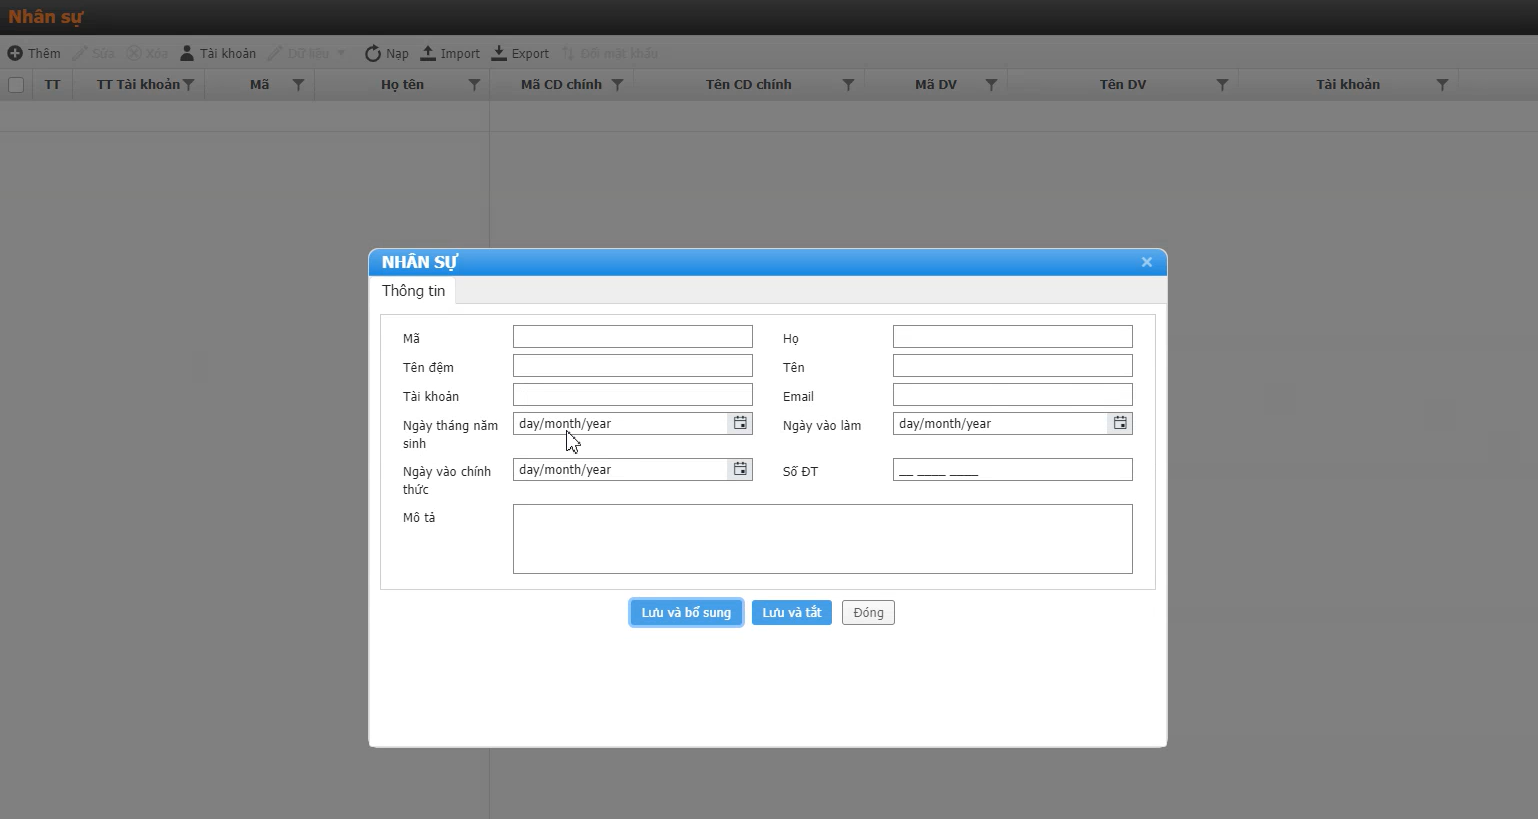 Nhân sự
Thêm Sửa Xóa Tài khoản Dữ liệu Nạp Import Export Đổi mật khẩu
TT TT Tài khoản Mã Họ tên Mã CD chính Tên CD chính Mã DV Tên DV Tài khoản
NHÂN SỰ
Thông tin
Mã Họ
Tên đệm Tên
Tài khoản Email
Ngày tháng năm day/month/year Ngày vào làm day/month/year
sinh
Ngày vào chính day/month/year Số ĐT __ ____ ____
thức
Mô tả
Lưu và bổ sung Lưu và tắt Đóng